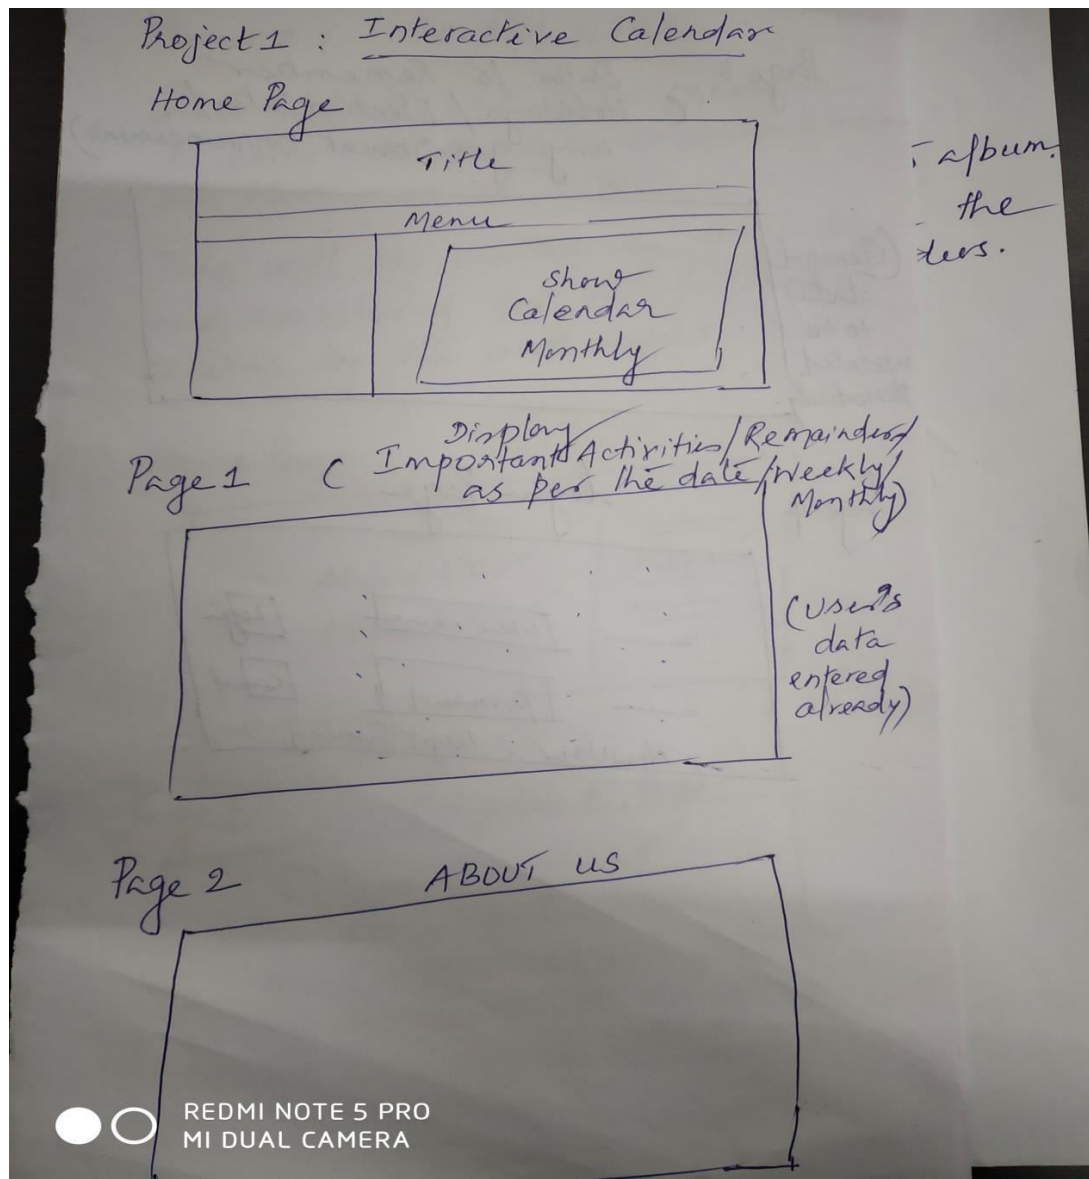 Project 1 : Interactive Calendar
Home Page
Title
Menu
Show
Calendar
Monthly
album.
the
Display
Page 1 ( Important Activities/Remainders/
as per the date/Weekly/
Monthly)
(User's
data
entered
already)
Page 2 ABOUT US
REDMI NOTE 5 PRO
MI DUAL CAMERA